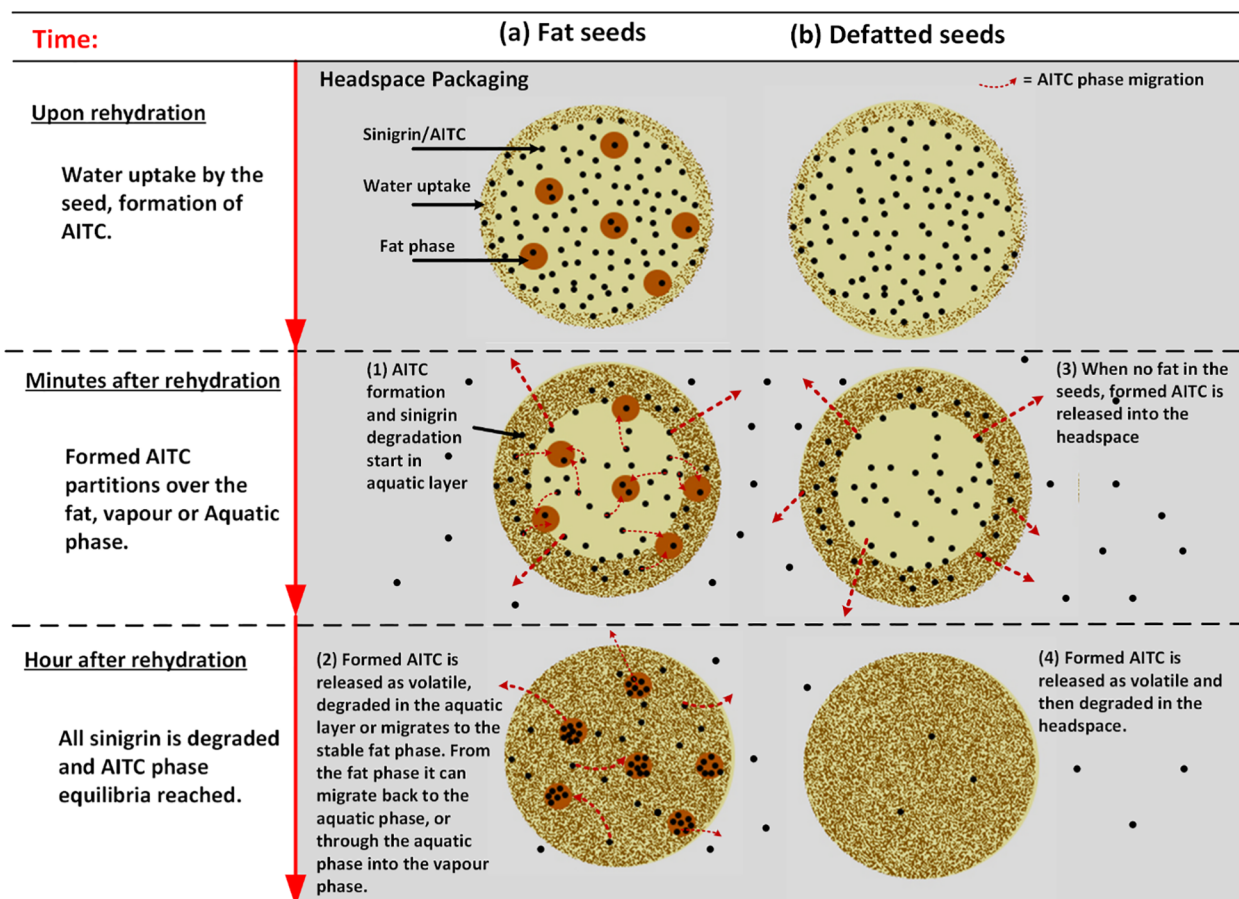 Time:
(a) Fat seeds
(b) Defatted seeds
Headspace Packaging
= AITC phase migration
Upon rehydration
Water uptake by the
seed, formation of
AITC.
Sinigrin/AITC
Water uptake
Fat phase
Minutes after rehydration
Formed AITC
partitions over the
fat, vapour or Aquatic
phase.
(1) AITC
formation
and sinigrin
degradation
start in
aquatic layer
(3) When no fat in the
seeds, formed AITC is
released into the
headspace
Hour after rehydration
All sinigrin is degraded
and AITC phase
equilibria reached.
(2) Formed AITC is
released as volatile,
degraded in the aquatic
layer or migrates to the
stable fat phase. From
the fat phase it can
migrate back to the
aquatic phase, or
through the aquatic
phase into the vapour
phase.
(4) Formed AITC is
released as volatile and
then degraded in the
headspace.